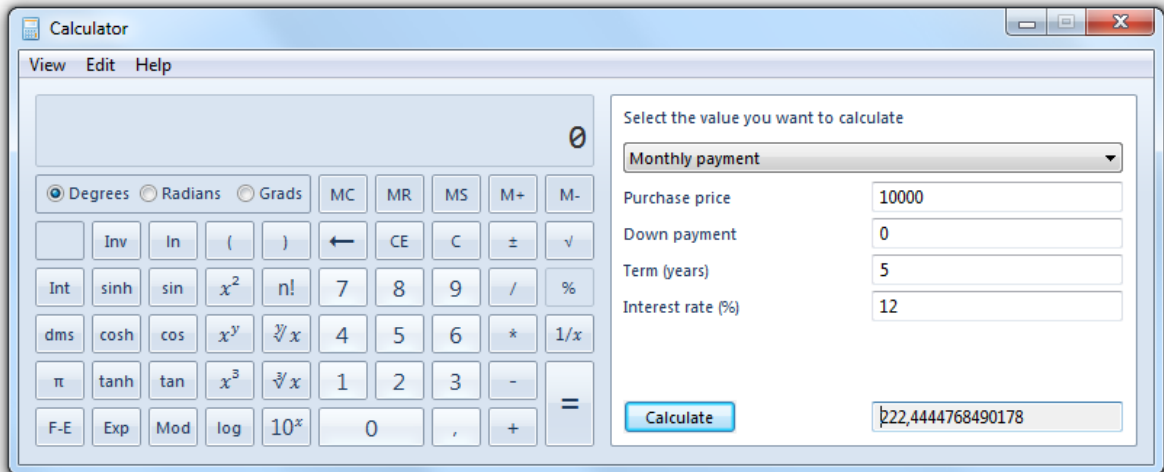 Calculator
View Edit Help
0
Degrees Radians Grads MC MR MS M+ M-
Inv ln ( ) ← CE C ± √
Int sinh sin x² n! 7 8 9 / %
dms cosh cos xʸ ʸ√x 4 5 6 * 1/x
π tanh tan x³ ³√x 1 2 3 - =
F-E Exp Mod log 10ˣ 0 , +
Select the value you want to calculate
Monthly payment
Purchase price 10000
Down payment 0
Term (years) 5
Interest rate (%) 12
Calculate 222,4444768490178